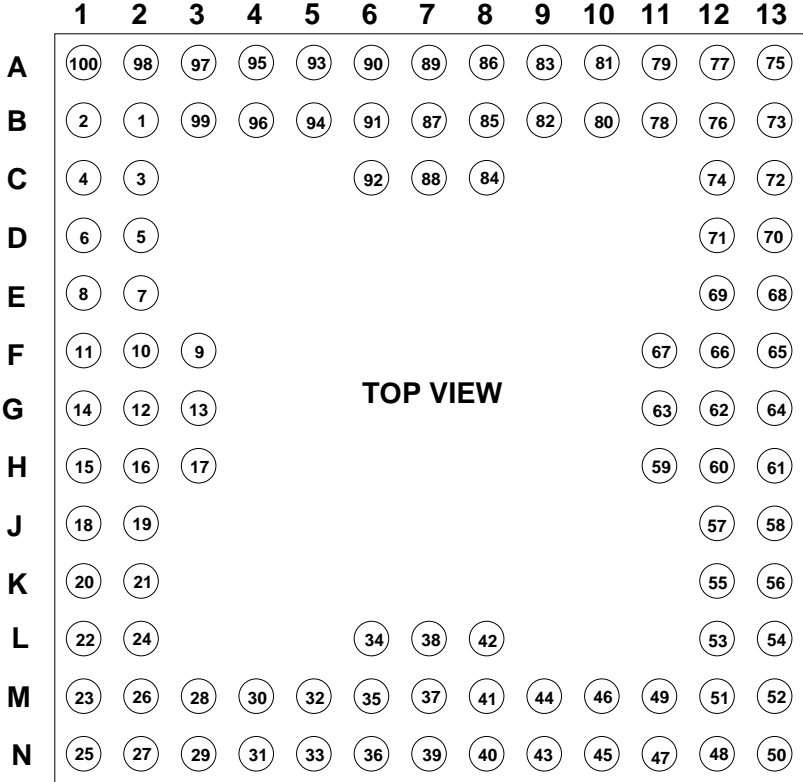 1 2 3 4 5 6 7 8 9 10 11 12 13
A 100 98 97 95 93 90 89 86 83 81 79 77 75
B 2 1 99 96 94 91 87 85 82 80 78 76 73
C 4 3 92 88 84 74 72
D 6 5 71 70
E 8 7 69 68
F 11 10 9 67 66 65
TOP VIEW
G 14 12 13 63 62 64
H 15 16 17 59 60 61
J 18 19 57 58
K 20 21 55 56
L 22 24 34 38 42 53 54
M 23 26 28 30 32 35 37 41 44 46 49 51 52
N 25 27 29 31 33 36 39 40 43 45 47 48 50